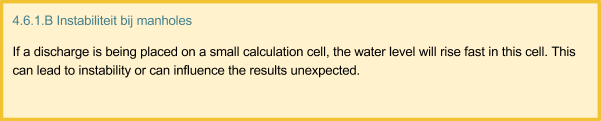 4.6.1.B Instabiliteit bij manholes
If a discharge is being placed on a small calculation cell, the water level will rise fast in this cell. This
can lead to instability or can influence the results unexpected.